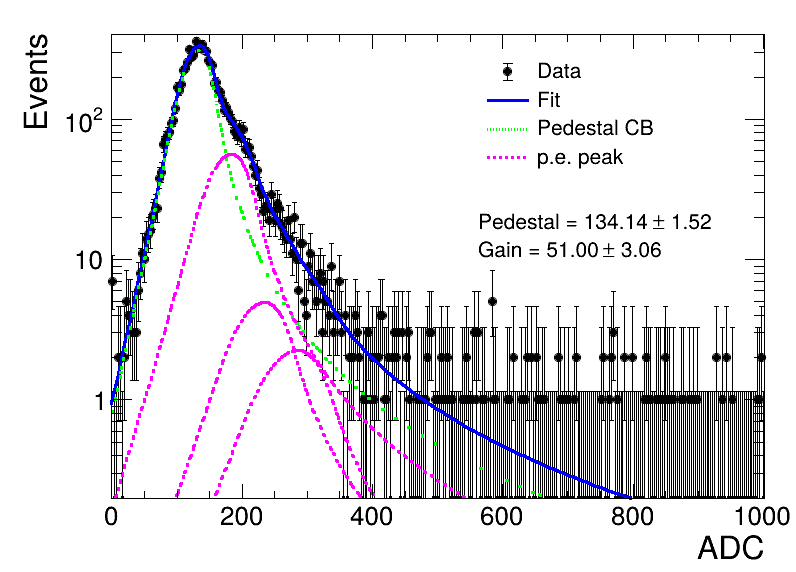 Events
10²
10
1
Data
Fit
Pedestal CB
p.e. peak
Pedestal = 134.14 ± 1.52
Gain = 51.00 ± 3.06
0 200 400 600 800 1000
ADC